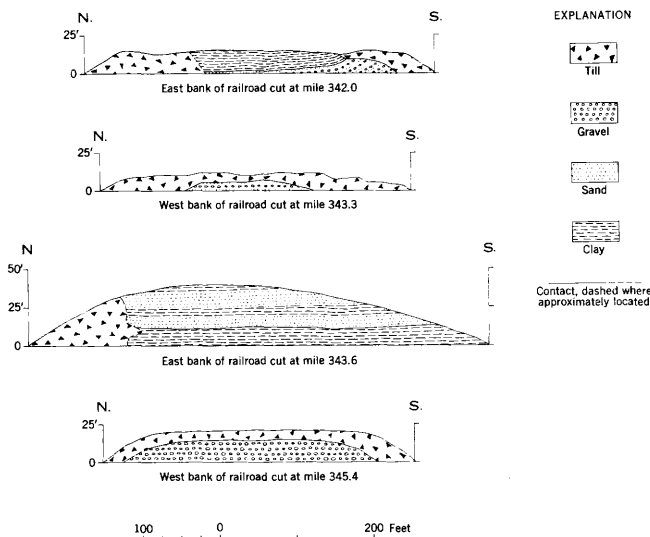 N. S.
25'
0
East bank of railroad cut at mile 342.0
N. S.
25'
0
West bank of railroad cut at mile 343.3
N S.
50'
25'
0
East bank of railroad cut at mile 343.6
N. S.
25'
0
West bank of railroad cut at mile 345.4
100 0 200 Feet
EXPLANATION
Till
Gravel
Sand
Clay
Contact, dashed where
approximately located